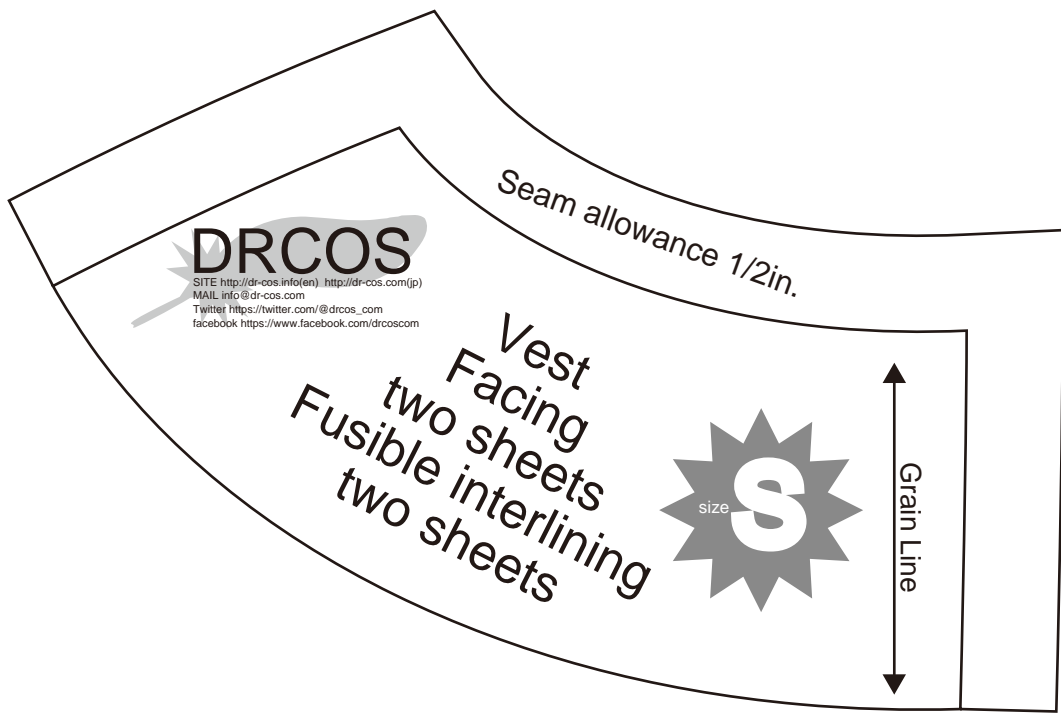 Seam allowance 1/2in.
DRCOS
SITE http://dr-cos.info(en) http://dr-cos.com(jp)
MAIL info@dr-cos.com
Twitter https://twitter.com/@drcos_com
facebook https://www.facebook.com/drcoscom
Vest
Facing
two sheets
Fusible interlining
two sheets
size S
Grain Line